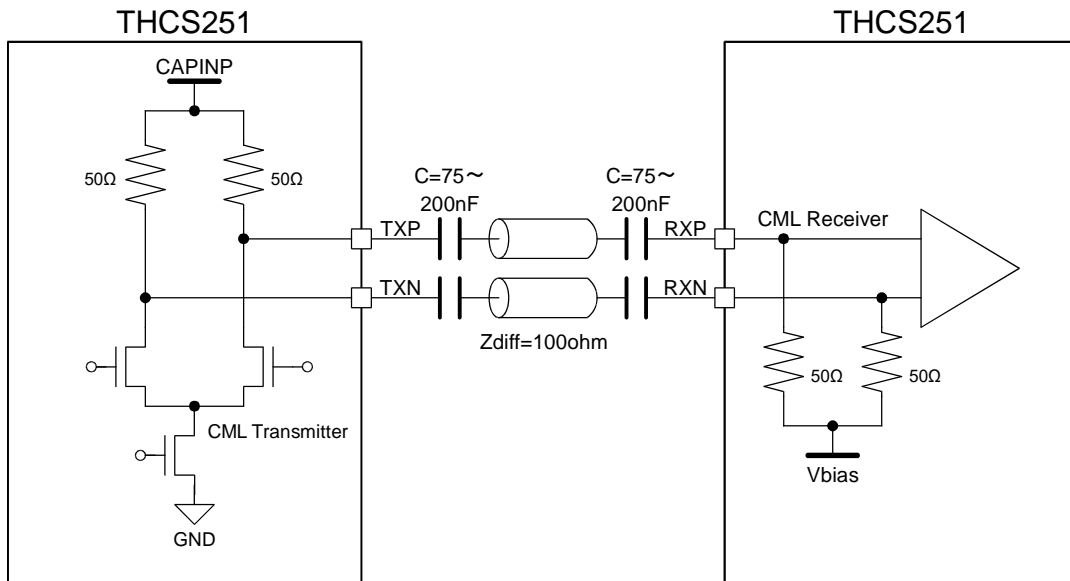 THCS251
THCS251
CAPINP
50Ω
50Ω
C=75～
200nF
C=75～
200nF
TXP
RXP
CML Receiver
TXN
RXN
Zdiff=100ohm
50Ω
50Ω
CML Transmitter
Vbias
GND